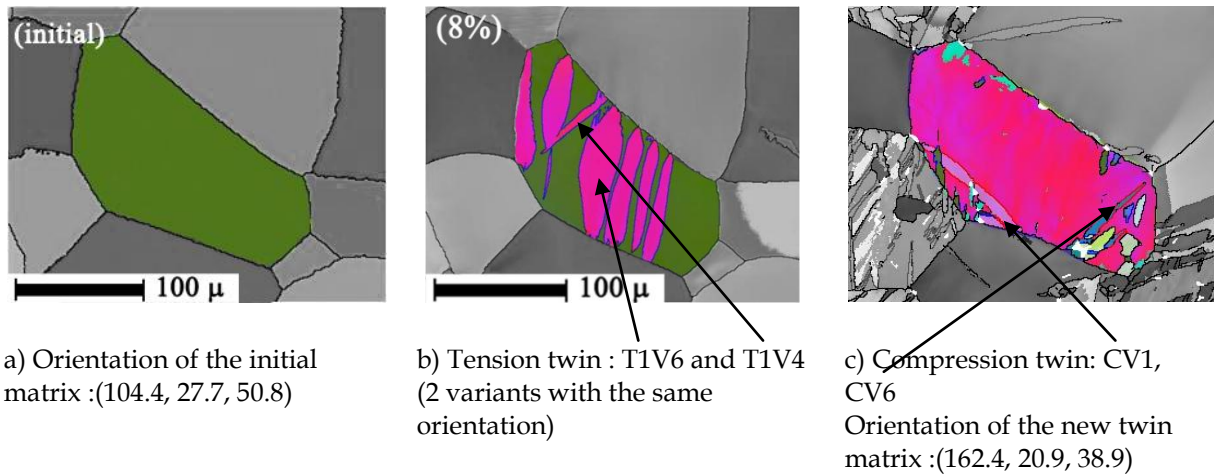 (initial)
100 μ
(8%)
100 μ
a) Orientation of the initial
matrix :(104.4, 27.7, 50.8)
b) Tension twin : T1V6 and T1V4
(2 variants with the same
orientation)
c) Compression twin: CV1,
CV6
Orientation of the new twin
matrix :(162.4, 20.9, 38.9)